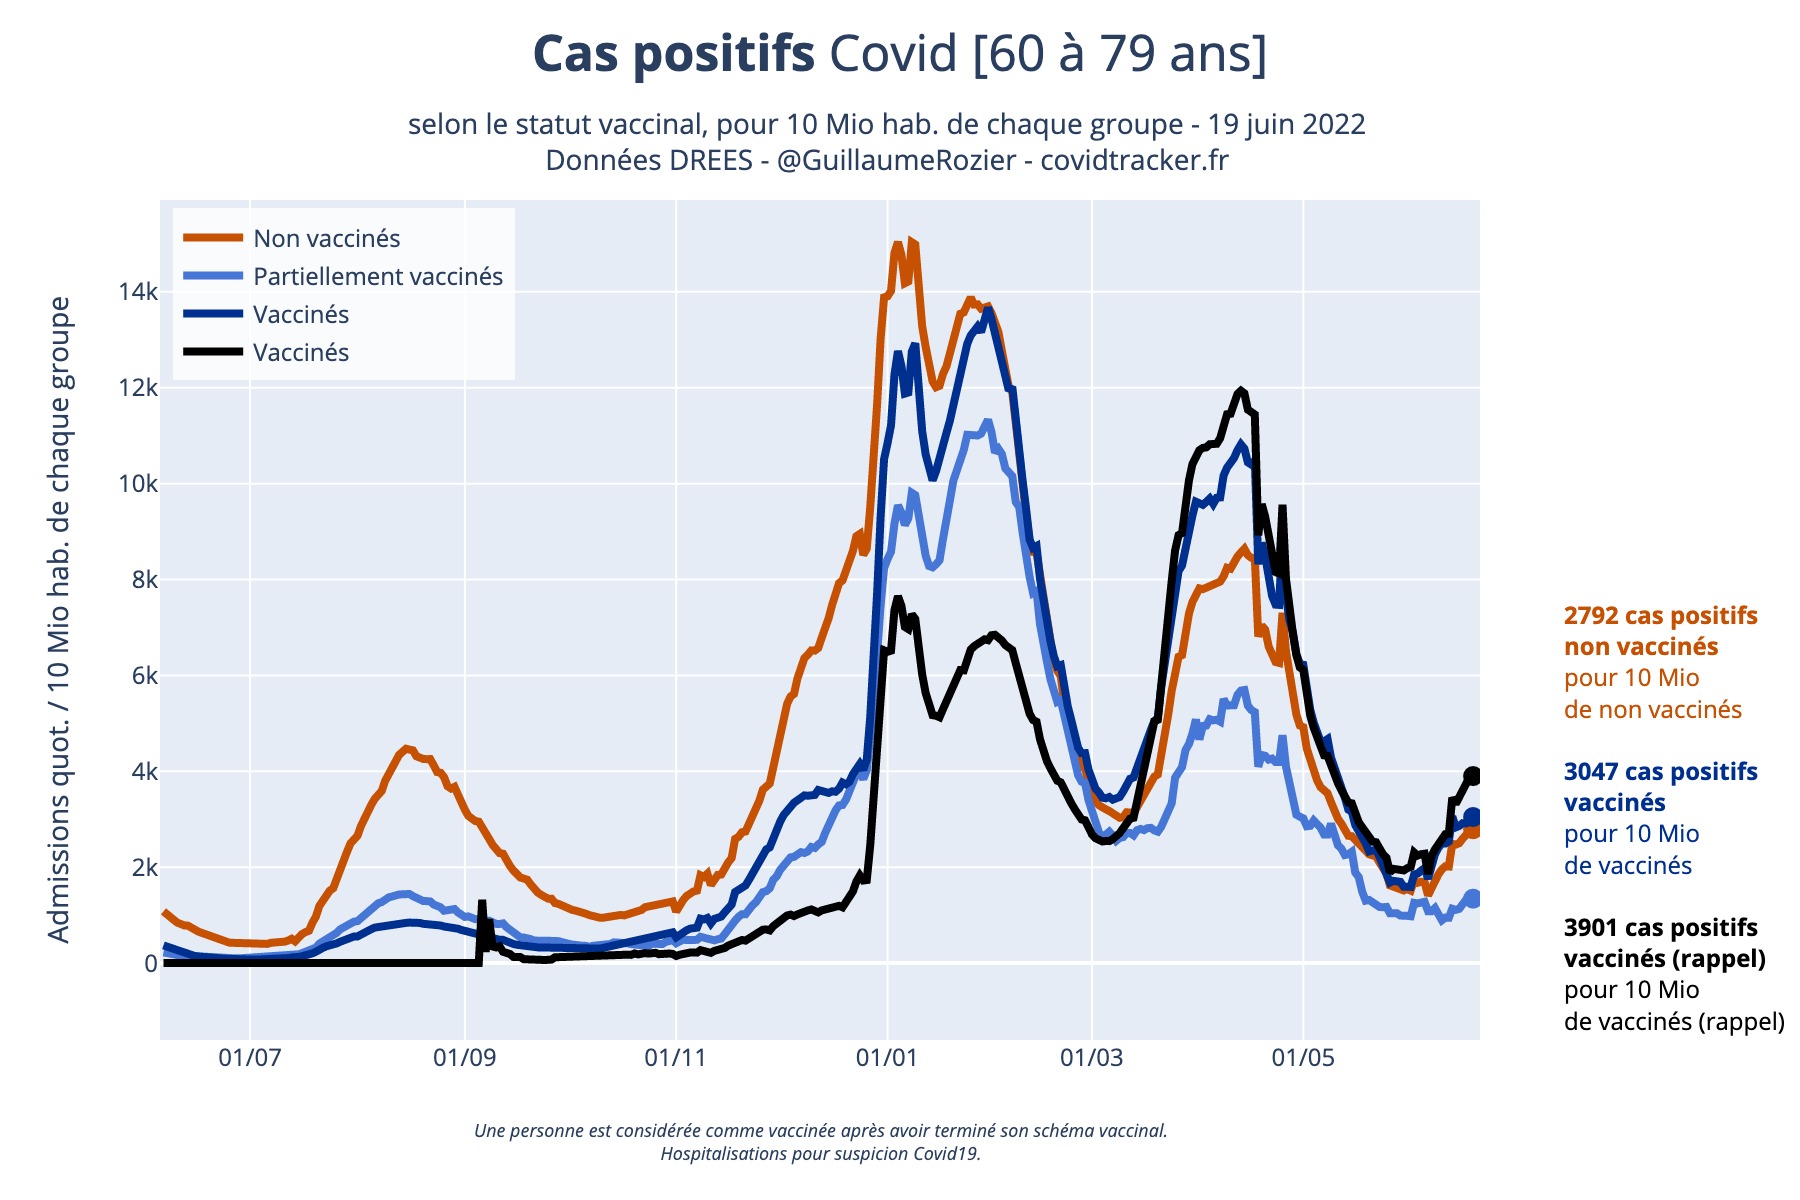 Cas positifs Covid [60 à 79 ans]
selon le statut vaccinal, pour 10 Mio hab. de chaque groupe - 19 juin 2022
Données DREES - @GuillaumeRozier - covidtracker.fr
Admissions quot. / 10 Mio hab. de chaque groupe
Non vaccinés
Partiellement vaccinés
Vaccinés
Vaccinés
14k
12k
10k
8k
6k
4k
2k
0
01/07
01/09
01/11
01/01
01/03
01/05
2792 cas positifs
non vaccinés
pour 10 Mio
de non vaccinés
3047 cas positifs
vaccinés
pour 10 Mio
de vaccinés
3901 cas positifs
vaccinés (rappel)
pour 10 Mio
de vaccinés (rappel)
Une personne est considérée comme vaccinée après avoir terminé son schéma vaccinal.
Hospitalisations pour suspicion Covid19.